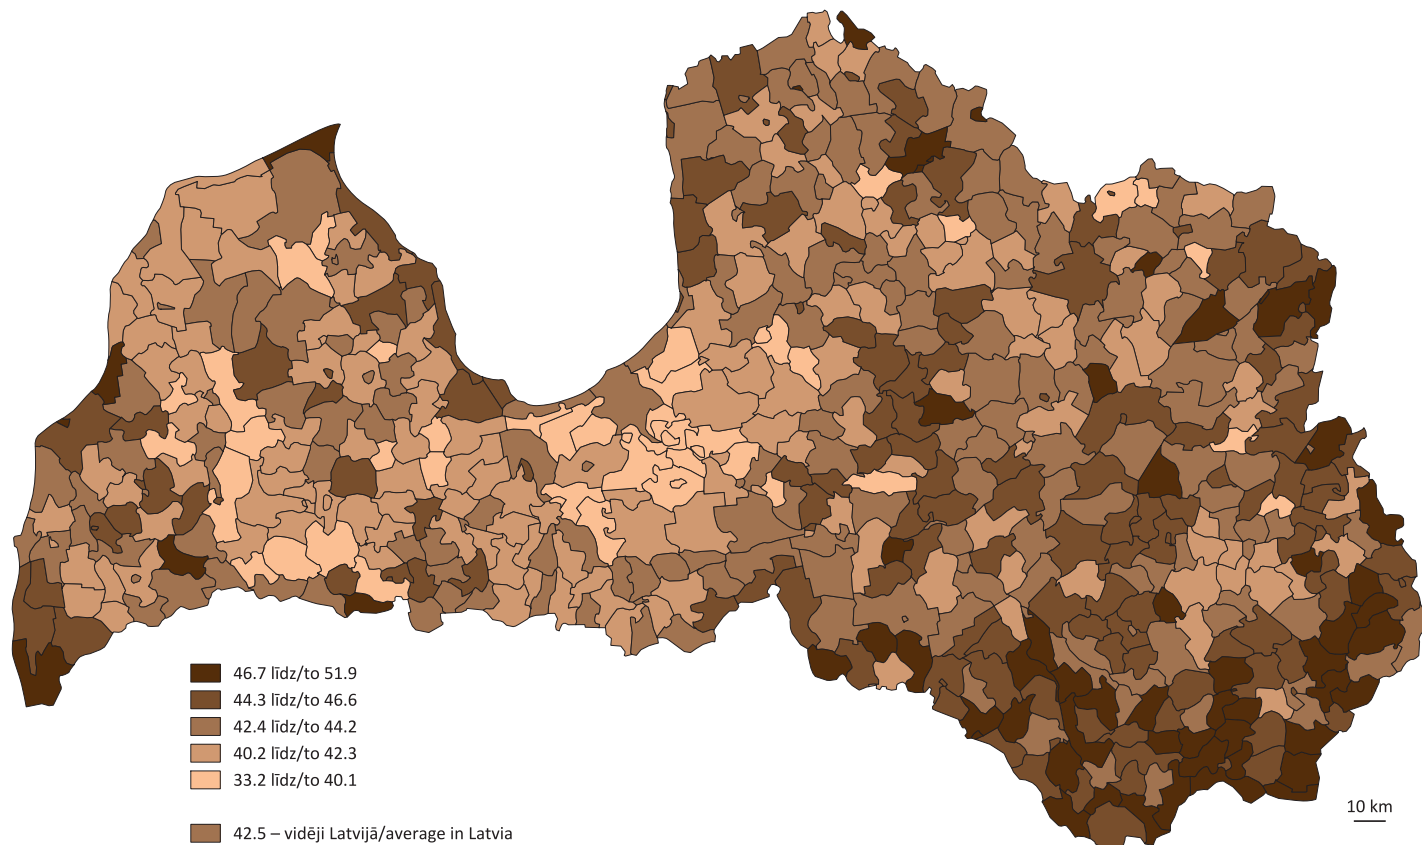 46.7 līdz/to 51.9
44.3 līdz/to 46.6
42.4 līdz/to 44.2
40.2 līdz/to 42.3
33.2 līdz/to 40.1
42.5 – vidēji Latvijā/average in Latvia
10 km